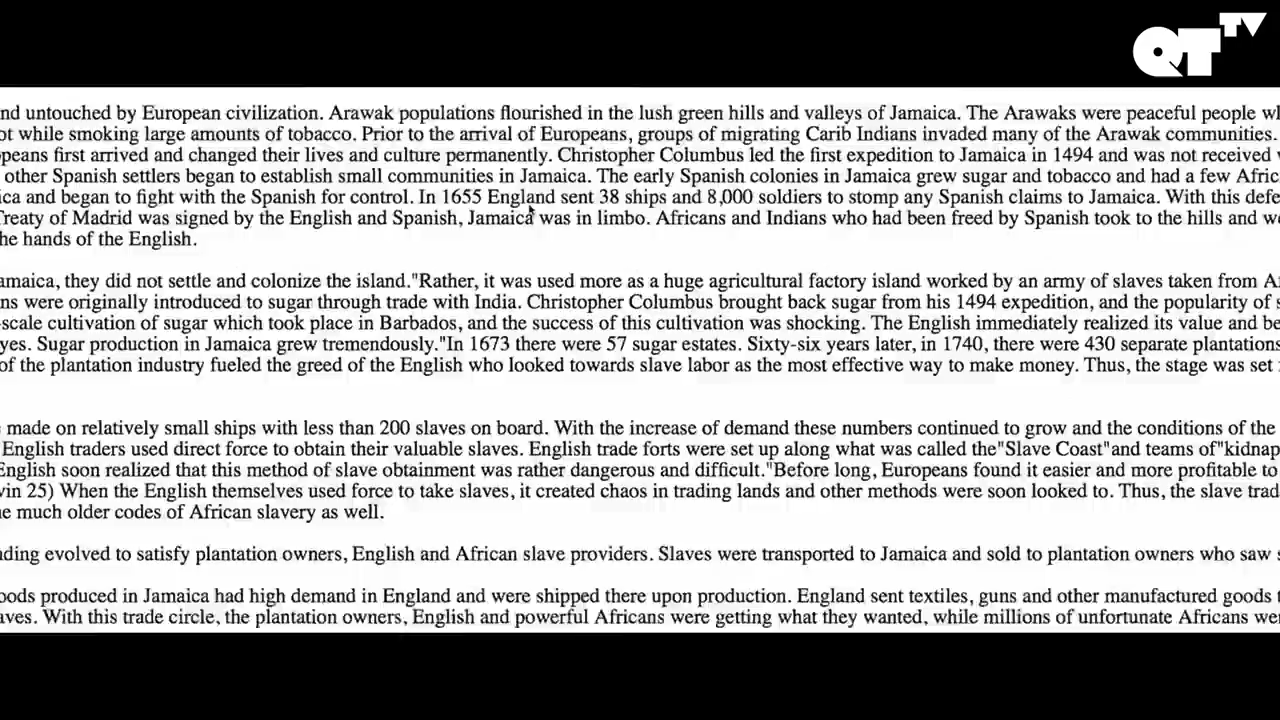 QT TV
nd untouched by European civilization. Arawak populations flourished in the lush green hills and valleys of Jamaica. The Arawaks were peaceful people wh
ot while smoking large amounts of tobacco. Prior to the arrival of Europeans, groups of migrating Carib Indians invaded many of the Arawak communities.
peans first arrived and changed their lives and culture permanently. Christopher Columbus led the first expedition to Jamaica in 1494 and was not received
other Spanish settlers began to establish small communities in Jamaica. The early Spanish colonies in Jamaica grew sugar and tobacco and had a few Afric
ica and began to fight with the Spanish for control. In 1655 England sent 38 ships and 8,000 soldiers to stomp any Spanish claims to Jamaica. With this defe
Treaty of Madrid was signed by the English and Spanish, Jamaica was in limbo. Africans and Indians who had been freed by Spanish took to the hills and we
he hands of the English.
amaica, they did not settle and colonize the island."Rather, it was used more as a huge agricultural factory island worked by an army of slaves taken from Af
ns were originally introduced to sugar through trade with India. Christopher Columbus brought back sugar from his 1494 expedition, and the popularity of s
-scale cultivation of sugar which took place in Barbados, and the success of this cultivation was shocking. The English immediately realized its value and be
yes. Sugar production in Jamaica grew tremendously."In 1673 there were 57 sugar estates. Sixty-six years later, in 1740, there were 430 separate plantations
of the plantation industry fueled the greed of the English who looked towards slave labor as the most effective way to make money. Thus, the stage was set
made on relatively small ships with less than 200 slaves on board. With the increase of demand these numbers continued to grow and the conditions of the
English traders used direct force to obtain their valuable slaves. English trade forts were set up along what was called the"Slave Coast"and teams of"kidnap
English soon realized that this method of slave obtainment was rather dangerous and difficult."Before long, Europeans found it easier and more profitable to
vin 25) When the English themselves used force to take slaves, it created chaos in trading lands and other methods were soon looked to. Thus, the slave trad
e much older codes of African slavery as well.
ding evolved to satisfy plantation owners, English and African slave providers. Slaves were transported to Jamaica and sold to plantation owners who saw s
oods produced in Jamaica had high demand in England and were shipped there upon production. England sent textiles, guns and other manufactured goods t
aves. With this trade circle, the plantation owners, English and powerful Africans were getting what they wanted, while millions of unfortunate Africans wer